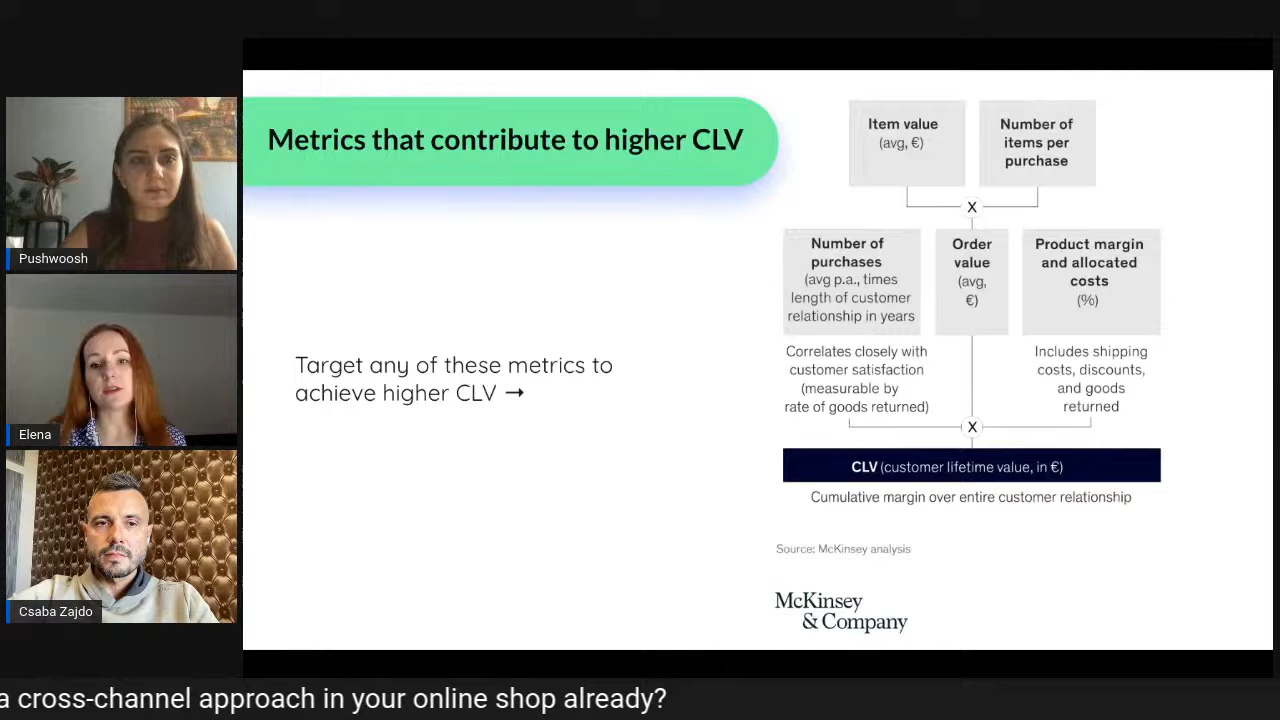 Pushwoosh
Elena
Csaba Zajdo
Metrics that contribute to higher CLV
Target any of these metrics to
achieve higher CLV →
Item value
(avg, €)
Number of
items per
purchase
X
Number of
purchases
(avg p.a., times
length of customer
relationship in years
Order
value
(avg,
€)
Product margin
and allocated
costs
(%)
Correlates closely with
customer satisfaction
(measurable by
rate of goods returned)
Includes shipping
costs, discounts,
and goods
returned
X
CLV (customer lifetime value, in €)
Cumulative margin over entire customer relationship
Source: McKinsey analysis
McKinsey
& Company
a cross-channel approach in your online shop already?